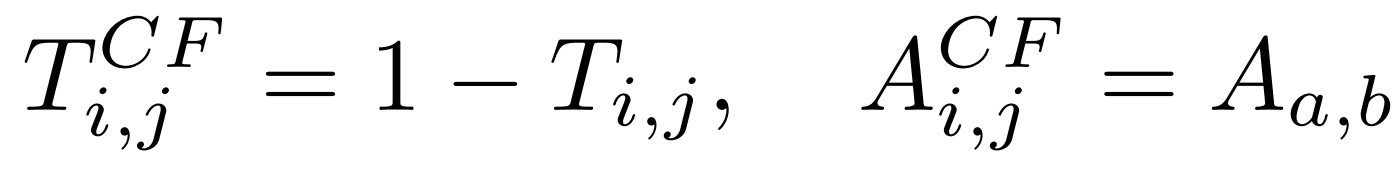 $T_{i,j}^{CF} = 1 - T_{i,j}, \quad A_{i,j}^{CF} = A_{a,b}$